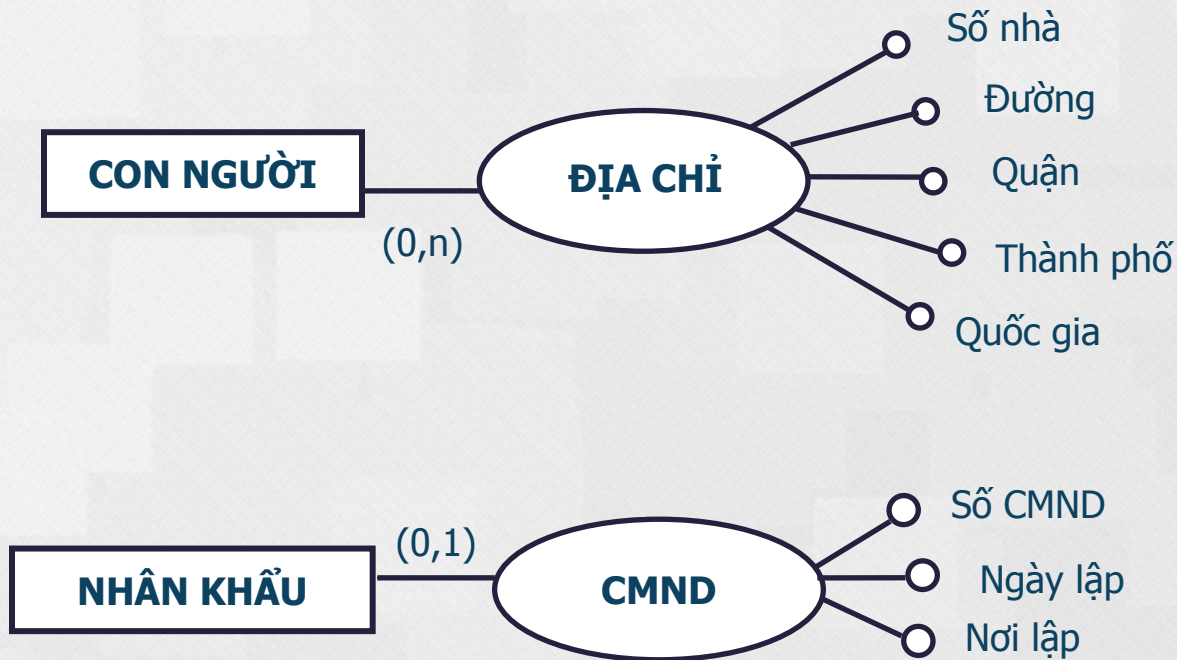 Số nhà
Đường
CON NGƯỜI
ĐỊA CHỈ
Quận
(0,n)
Thành phố
Quốc gia
Số CMND
(0,1)
NHÂN KHẨU
CMND
Ngày lập
Nơi lập